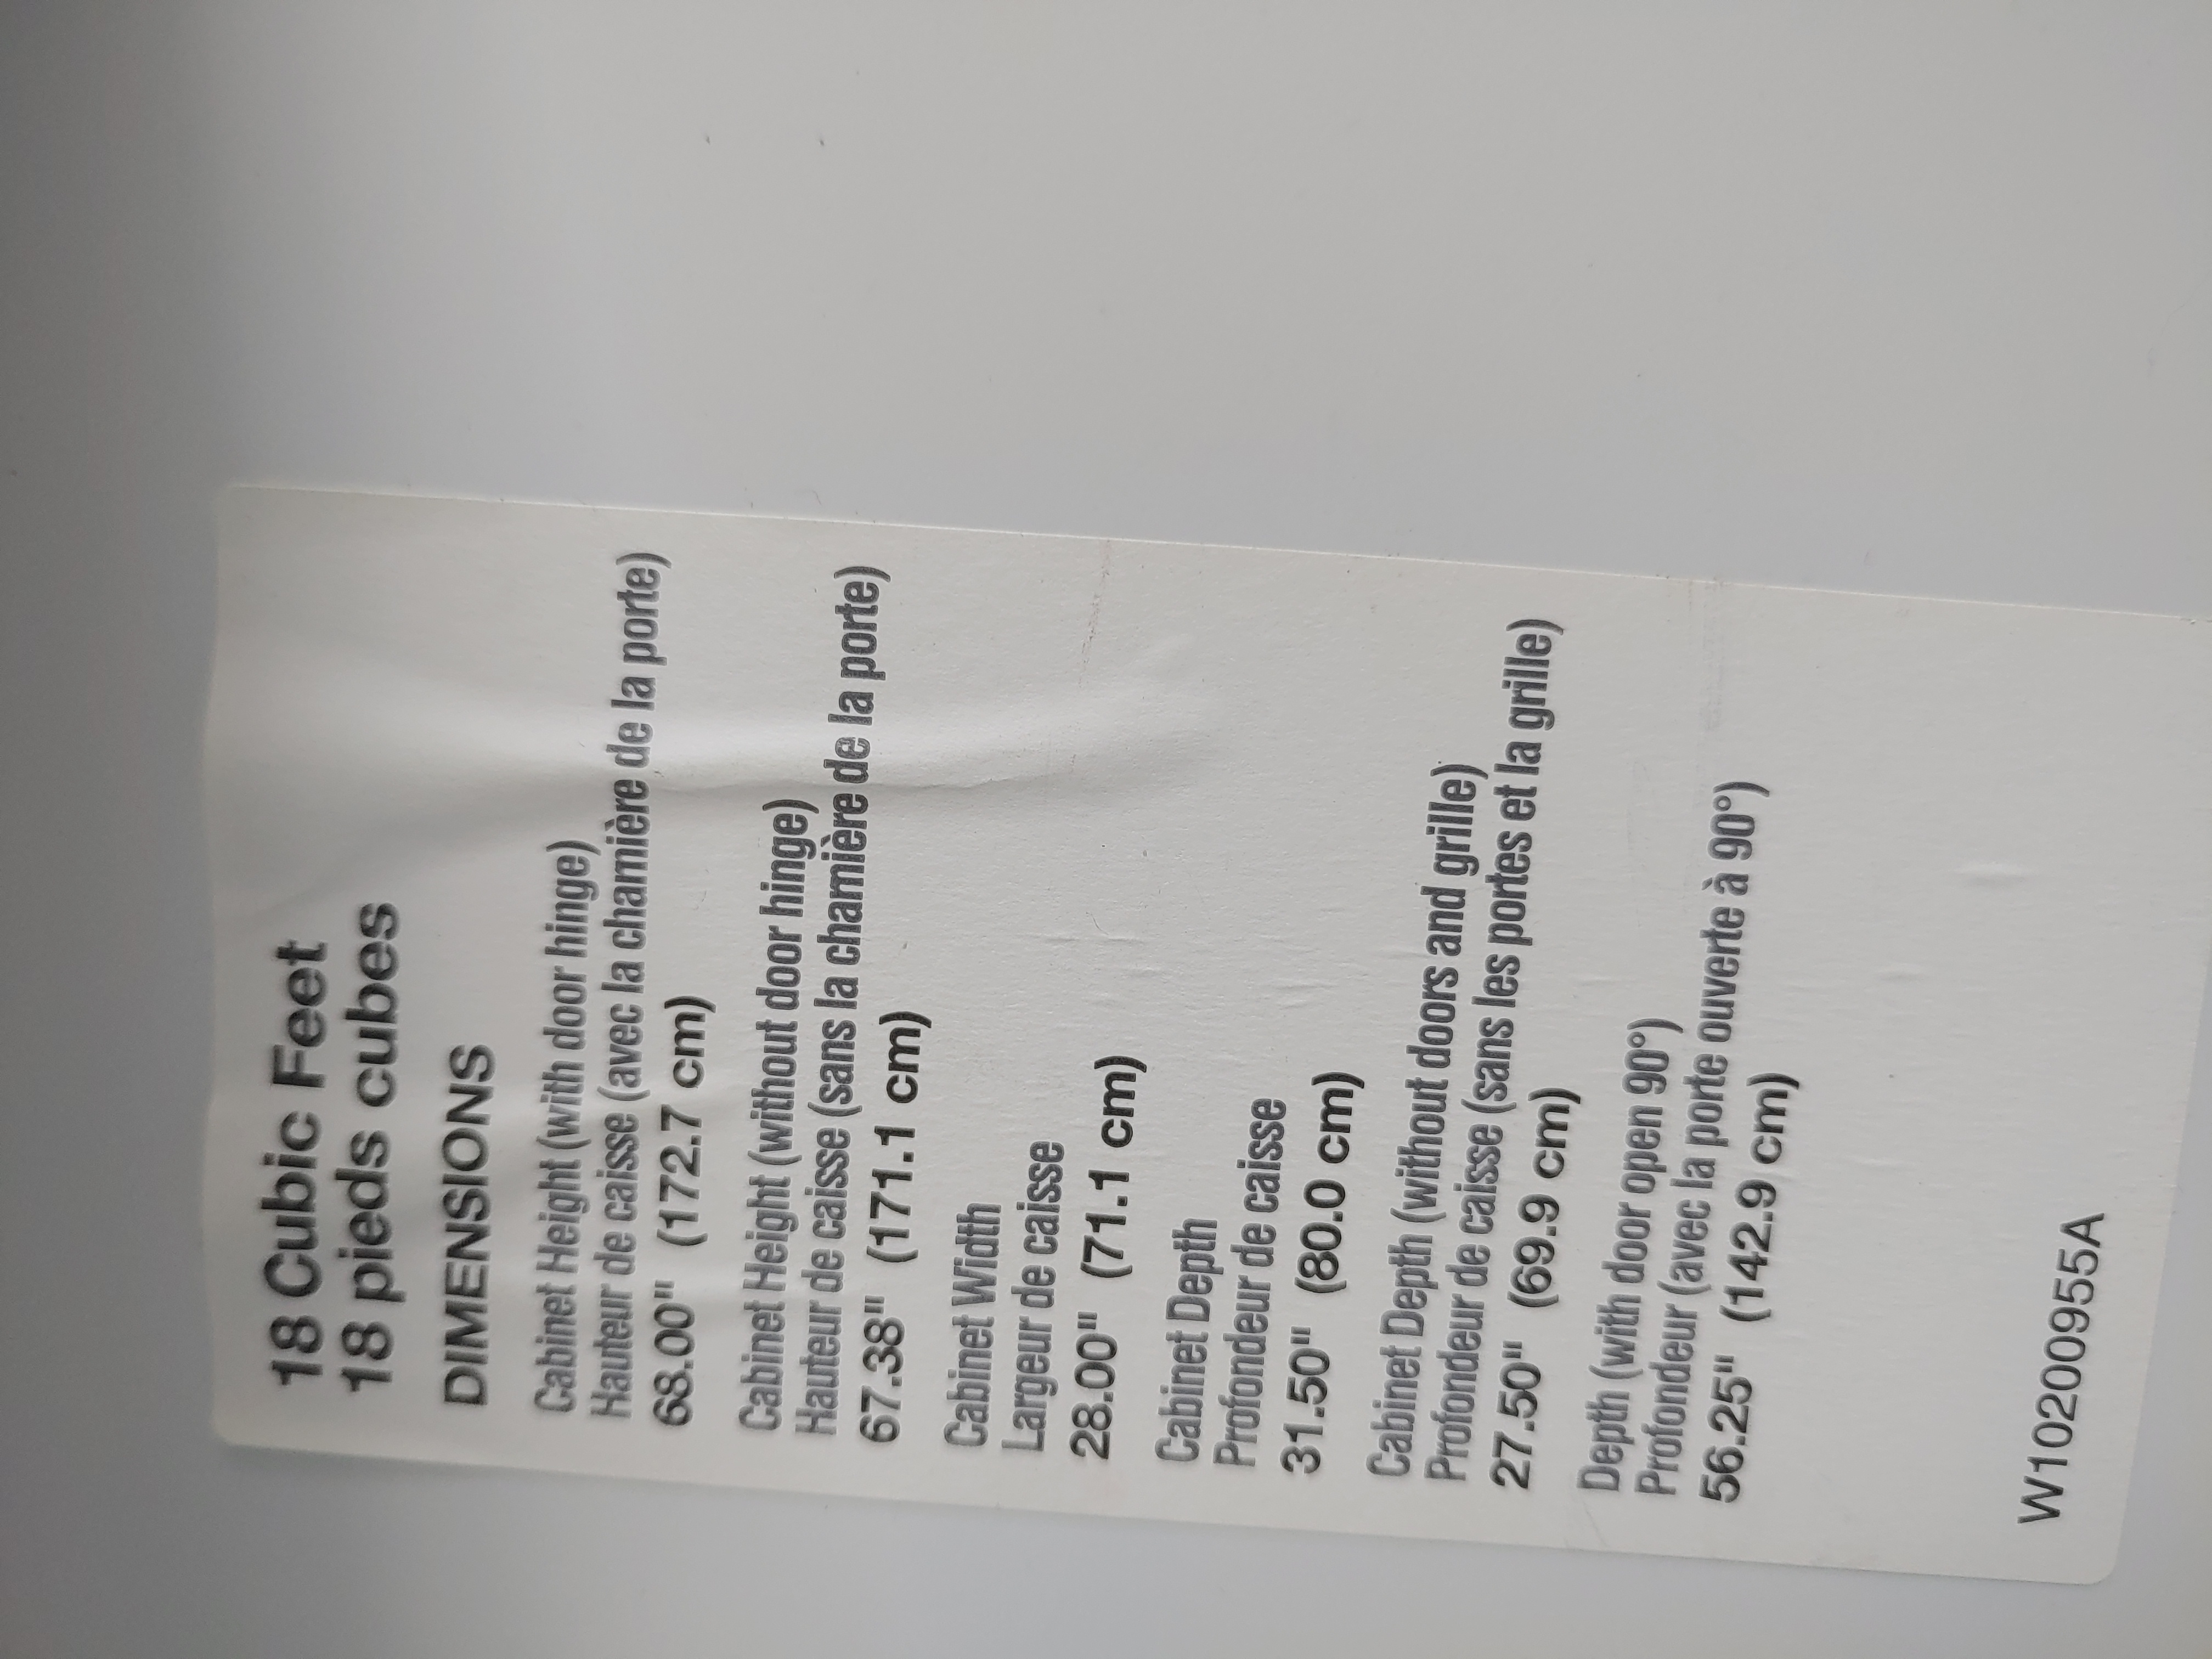 18 Cubic Feet
18 pieds cubes
DIMENSIONS
Cabinet Height (with door hinge)
Hauteur de caisse (avec la charnière de la porte)
68.00" (172.7 cm)
Cabinet Height (without door hinge)
Hauteur de caisse (sans la charnière de la porte)
67.38" (171.1 cm)
Cabinet Width
Largeur de caisse
28.00" (71.1 cm)
Cabinet Depth
Profondeur de caisse
31.50" (80.0 cm)
Cabinet Depth (without doors and grille)
Profondeur de caisse (sans les portes et la grille)
27.50" (69.9 cm)
Depth (with door open 90°)
Profondeur (avec la porte ouverte à 90°)
56.25" (142.9 cm)
W10200955A